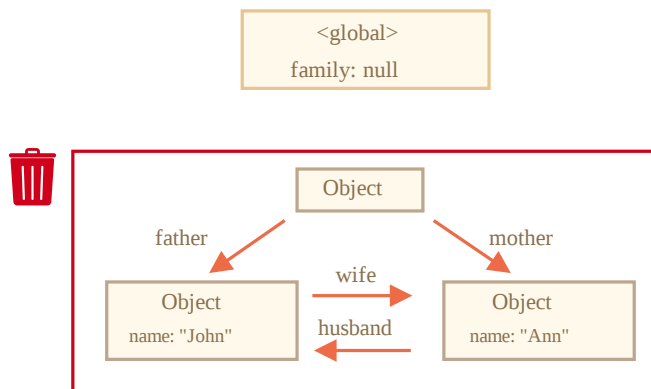 <global>
family: null
Object
father
mother
wife
Object
name: "John"
Object
name: "Ann"
husband